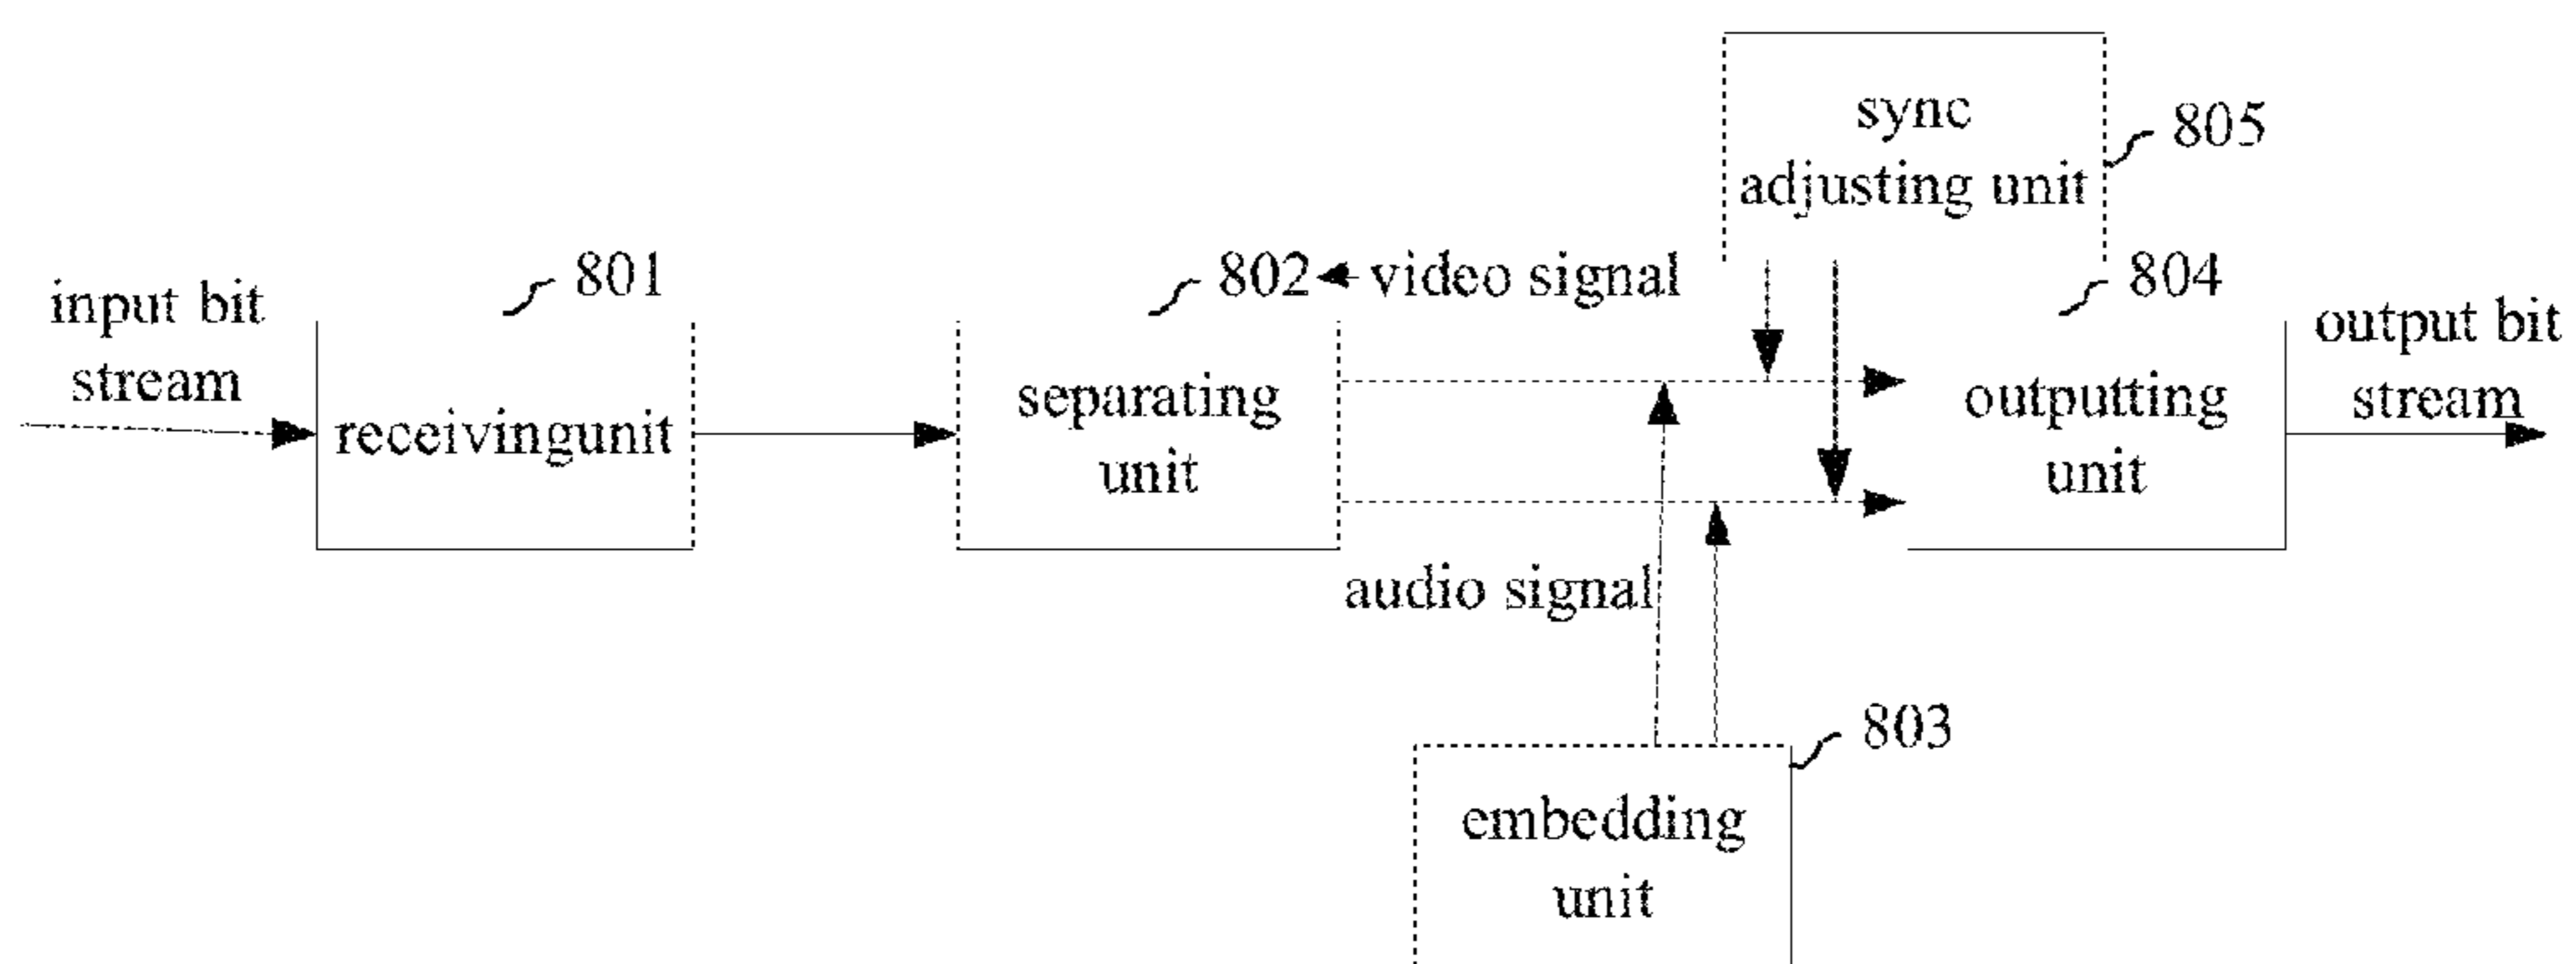 sync
adjusting unit
805
801
802
video signal
804
input bit
stream
receivingunit
separating
unit
outputting
unit
output bit
stream
audio signal
803
embedding
unit